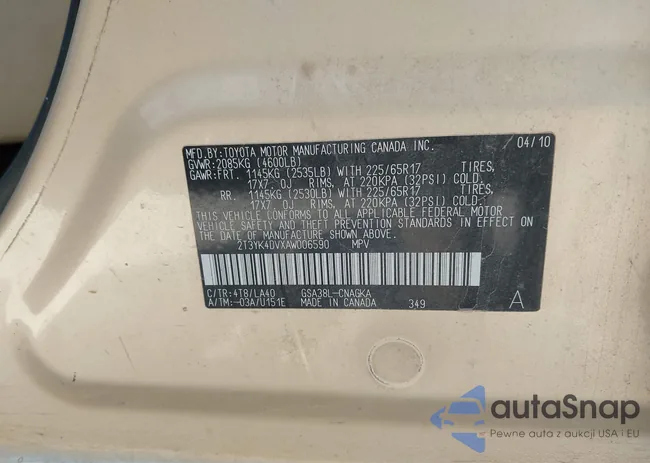 MFD.BY:TOYOTA MOTOR MANUFACTURING CANADA INC. 04/10
GVWR:2085KG (4600LB)
GAWR:FRT. 1145KG (2535LB) WITH 225/65R17 TIRES,
17X7.0J RIMS, AT 220KPA (32PSI) COLD.
RR. 1145KG (2530LB) WITH 225/65R17 TIRES,
17X7.0J RIMS, AT 220KPA (32PSI) COLD.
THIS VEHICLE CONFORMS TO ALL APPLICABLE FEDERAL MOTOR
VEHICLE SAFETY AND THEFT PREVENTION STANDARDS IN EFFECT ON
THE DATE OF MANUFACTURE SHOWN ABOVE.
2T3YK4DVXAW006590 MPV
C/TR:4T8/LA40 GSA38L-CNAGKA
A/TM:-03A/U151E MADE IN CANADA 349 A
autaSnap
Pewne auta z aukcji USA i EU